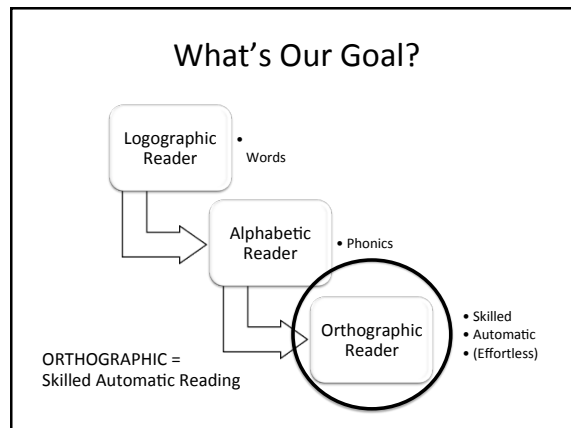 What’s Our Goal?
Logographic
Reader
•
Words
Alphabetic
Reader
• Phonics
Orthographic
Reader
• Skilled
• Automatic
• (Effortless)
ORTHOGRAPHIC =
Skilled Automatic Reading